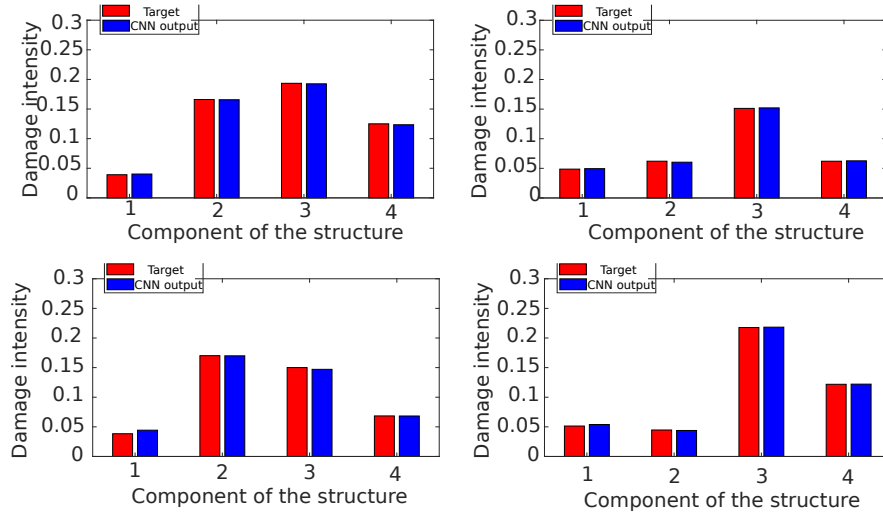 0.3
0.25
0.2
0.15
0.1
0.05
0
Damage intensity
Target
CNN output
1 2 3 4
Component of the structure
0.3
0.25
0.2
0.15
0.1
0.05
0
Damage intensity
Target
CNN output
1 2 3 4
Component of the structure
0.3
0.25
0.2
0.15
0.1
0.05
0
Damage intensity
Target
CNN output
1 2 3 4
Component of the structure
0.3
0.25
0.2
0.15
0.1
0.05
0
Damage intensity
Target
CNN output
1 2 3 4
Component of the structure